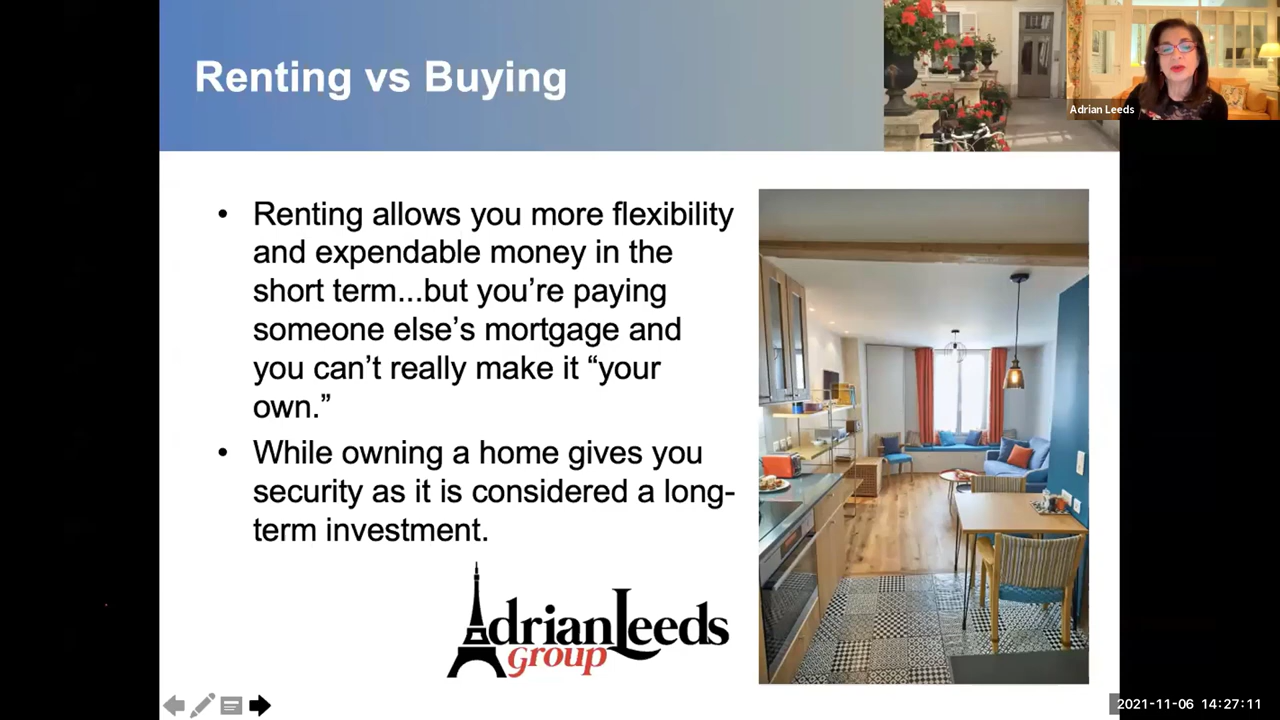 Renting vs Buying
Adrian Leeds
• Renting allows you more flexibility
and expendable money in the
short term...but you’re paying
someone else’s mortgage and
you can’t really make it “your
own.”
• While owning a home gives you
security as it is considered a long-
term investment.
AdrianLeeds
group
2021-11-06 14:27:11